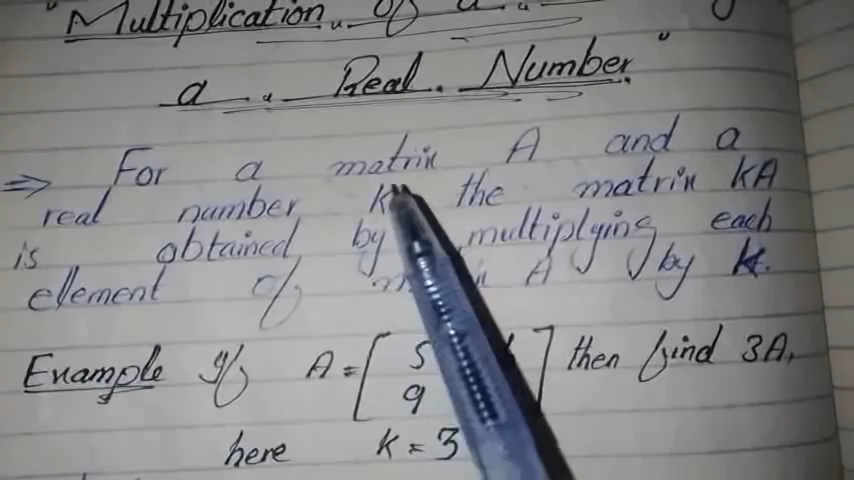 "Multiplication of a
a Real Number"
⇒ For a matrix A and a
real number k the matrix kA
is obtained by multiplying each
element of A by k.
Example If A = [ 5 ] then find 3A,
9
here k = 3